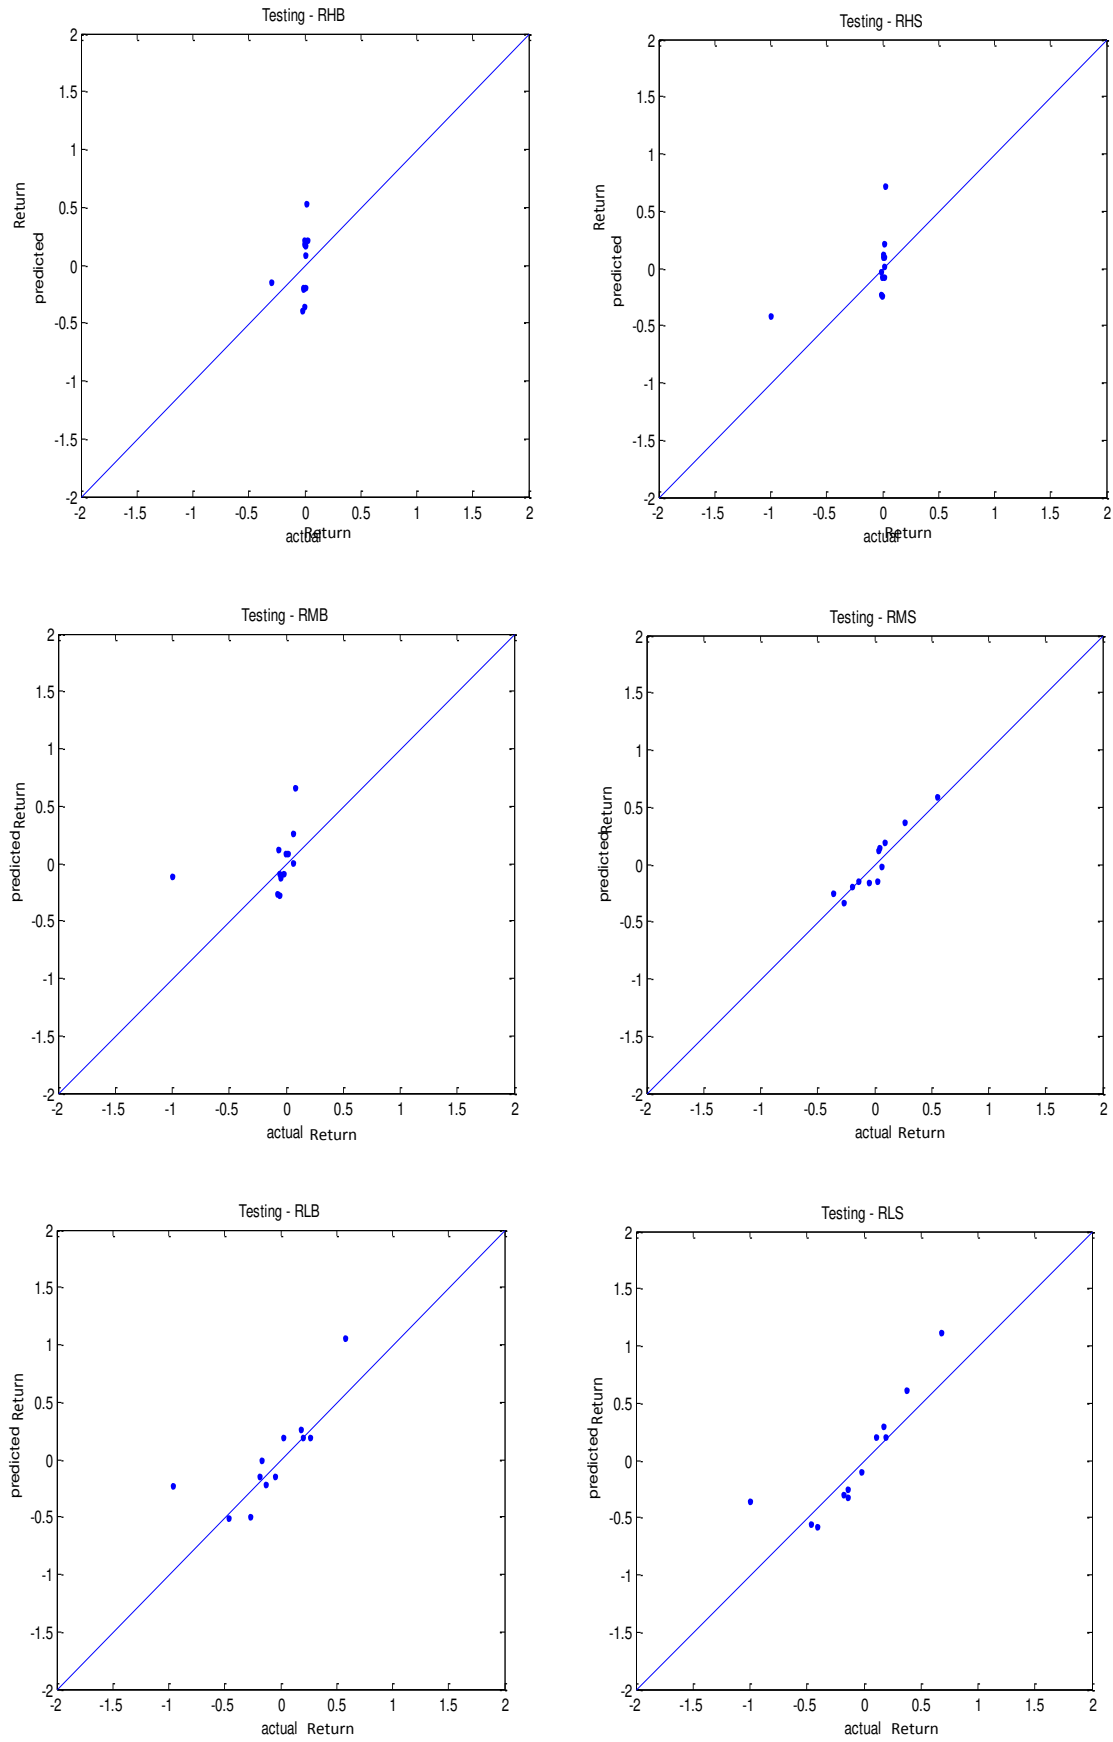 Testing - RHB
2
1.5
1
0.5
0
-0.5
-1
-1.5
-2
predicted Return
-2 -1.5 -1 -0.5 0 0.5 1 1.5 2
actual Return
Testing - RHS
2
1.5
1
0.5
0
-0.5
-1
-1.5
-2
predicted Return
-2 -1.5 -1 -0.5 0 0.5 1 1.5 2
actual Return
Testing - RMB
2
1.5
1
0.5
0
-0.5
-1
-1.5
-2
predicted Return
-2 -1.5 -1 -0.5 0 0.5 1 1.5 2
actual Return
Testing - RMS
2
1.5
1
0.5
0
-0.5
-1
-1.5
-2
predicted Return
-2 -1.5 -1 -0.5 0 0.5 1 1.5 2
actual Return
Testing - RLB
2
1.5
1
0.5
0
-0.5
-1
-1.5
-2
predicted Return
-2 -1.5 -1 -0.5 0 0.5 1 1.5 2
actual Return
Testing - RLS
2
1.5
1
0.5
0
-0.5
-1
-1.5
-2
predicted Return
-2 -1.5 -1 -0.5 0 0.5 1 1.5 2
actual Return